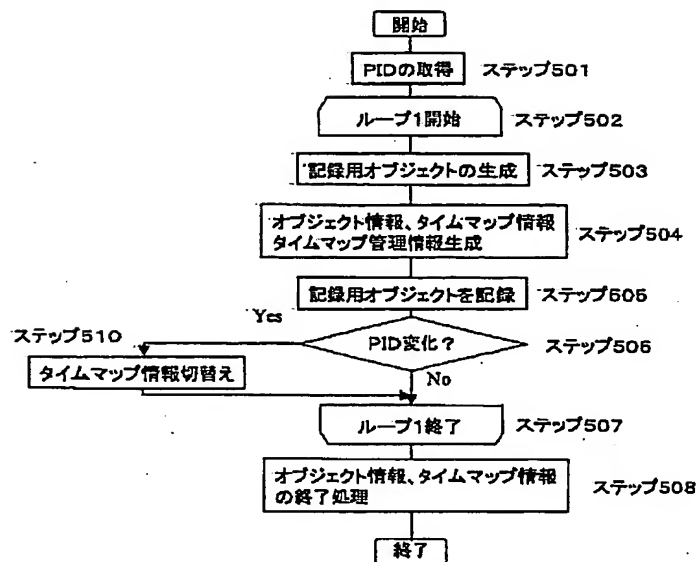 開始
PIDの取得 ステップ501
ループ1開始 ステップ502
記録用オブジェクトの生成 ステップ503
オブジェクト情報、タイムマップ情報
タイムマップ管理情報生成 ステップ504
記録用オブジェクトを記録 ステップ505
Yes
ステップ510
PID変化? ステップ506
タイムマップ情報切替え
No
ループ1終了 ステップ507
オブジェクト情報、タイムマップ情報
の終了処理 ステップ508
終了